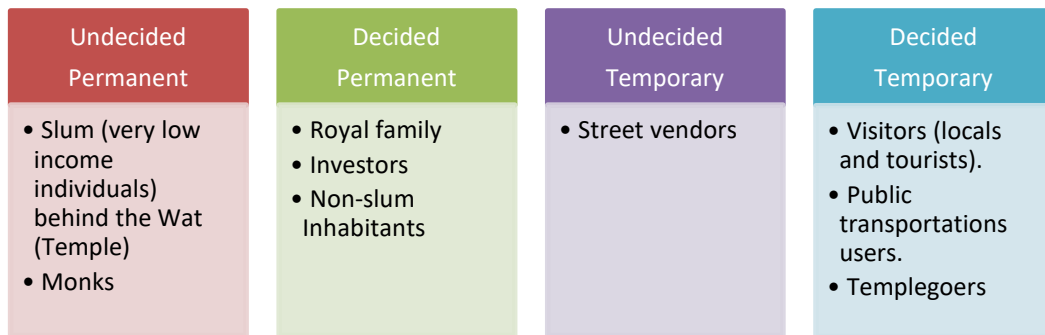 Undecided
Permanent
• Slum (very low
income
individuals)
behind the Wat
(Temple)
• Monks
Decided
Permanent
• Royal family
• Investors
• Non-slum
Inhabitants
Undecided
Temporary
• Street vendors
Decided
Temporary
• Visitors (locals
and tourists).
• Public
transportations
users.
• Templegoers